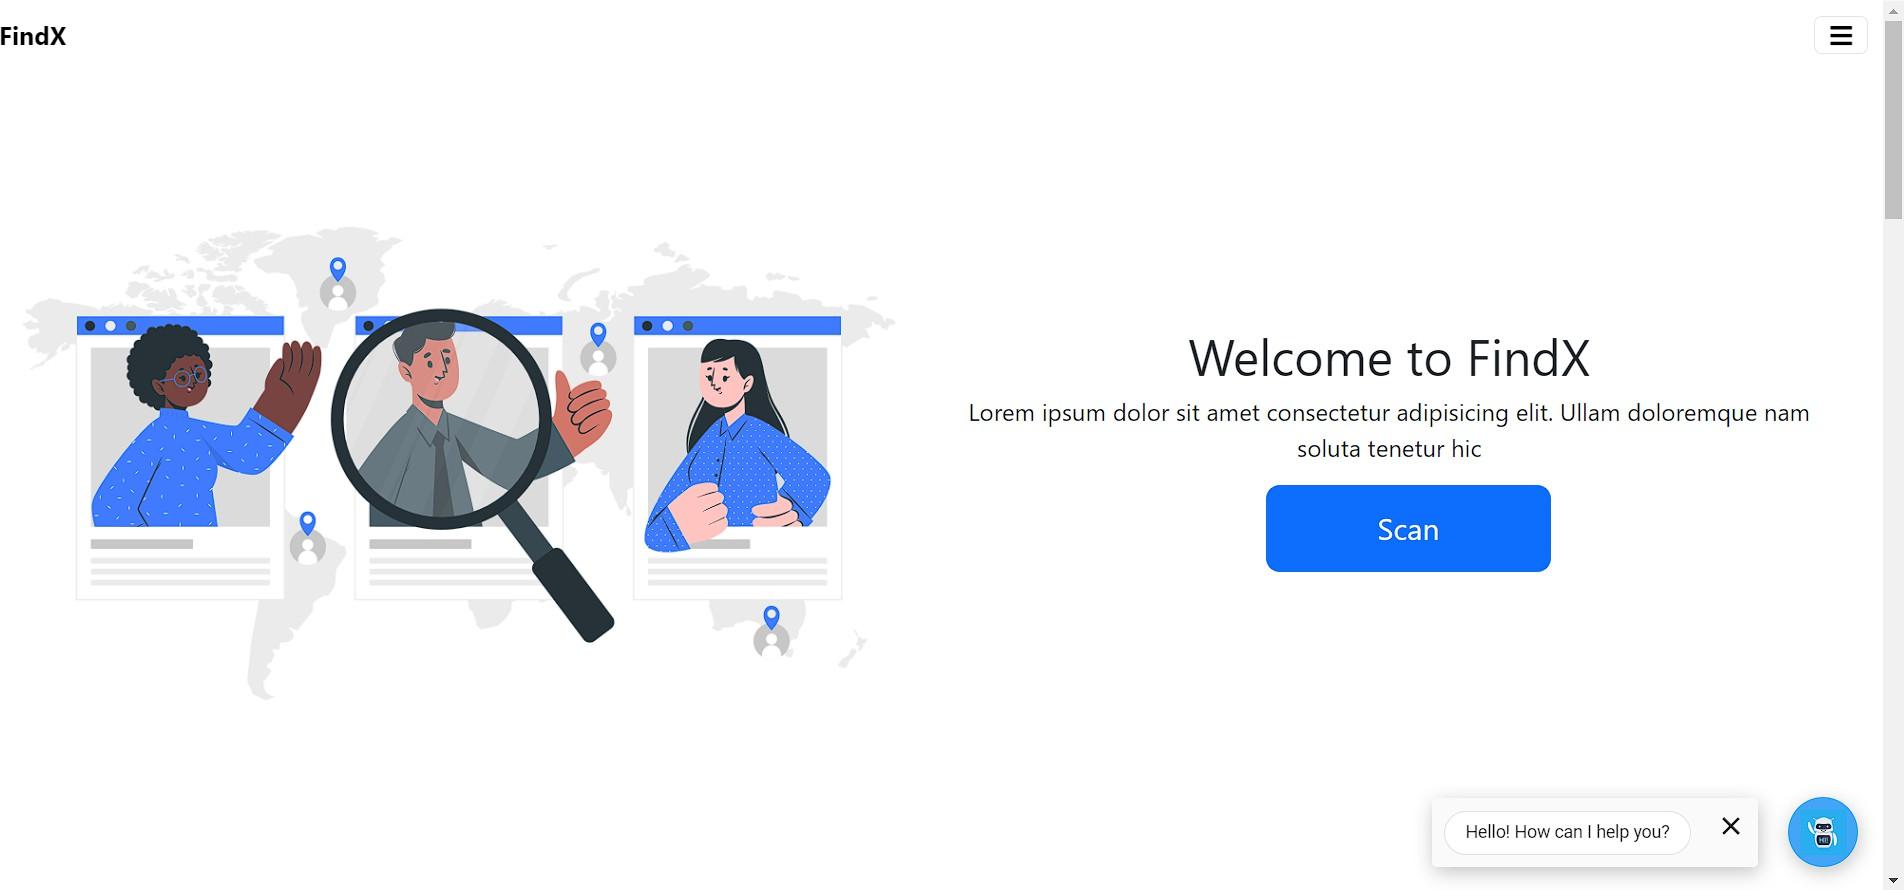 FindX
Welcome to FindX
Lorem ipsum dolor sit amet consectetur adipisicing elit. Ullam doloremque nam
soluta tenetur hic
Scan
Hello! How can I help you?
HI!